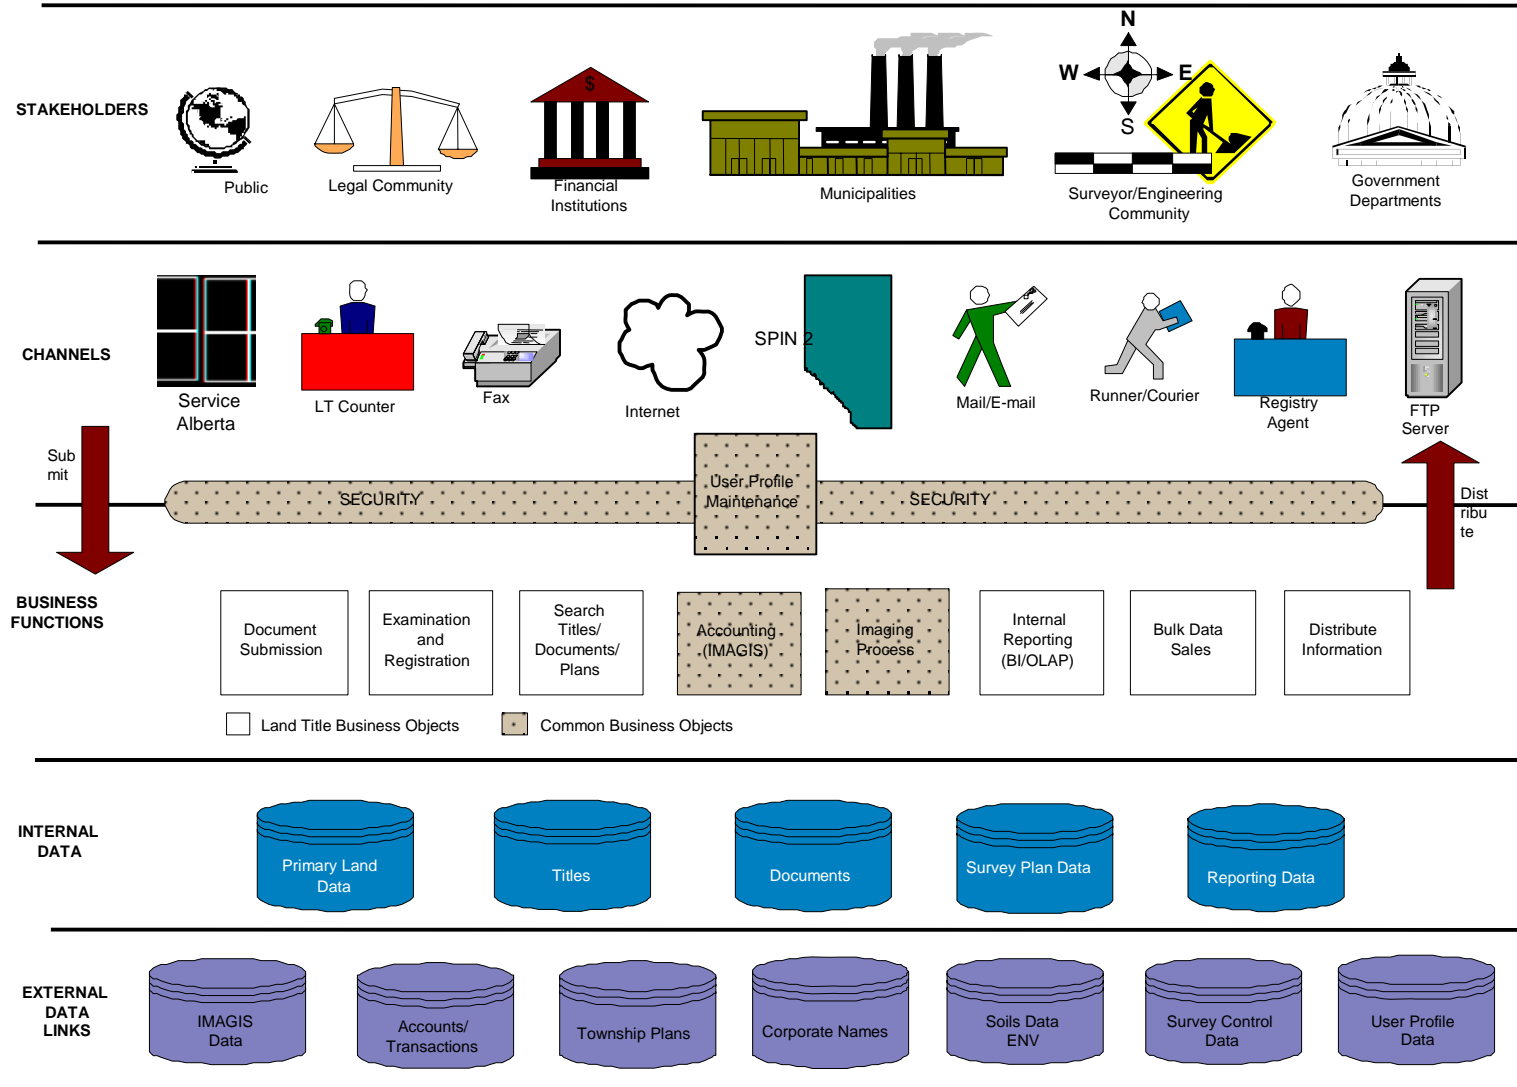 STAKEHOLDERS
N
W
E
S
$
Public
Legal Community
Financial
Institutions
Municipalities
Surveyor/Engineering
Community
Government
Departments
CHANNELS
Service
Alberta
LT Counter
Fax
Internet
SPIN 2
Mail/E-mail
Runner/Courier
Registry
Agent
FTP
Server
Sub
mit
SECURITY
User Profile
Maintenance
SECURITY
Dist
ribu
te
BUSINESS
FUNCTIONS
Document
Submission
Examination
and
Registration
Search
Titles/
Documents/
Plans
Accounting
(IMAGIS)
Imaging
Process
Internal
Reporting
(BI/OLAP)
Bulk Data
Sales
Distribute
Information
Land Title Business Objects
Common Business Objects
INTERNAL
DATA
Primary Land
Data
Titles
Documents
Survey Plan Data
Reporting Data
EXTERNAL
DATA
LINKS
IMAGIS
Data
Accounts/
Transactions
Township Plans
Corporate Names
Soils Data
ENV
Survey Control
Data
User Profile
Data